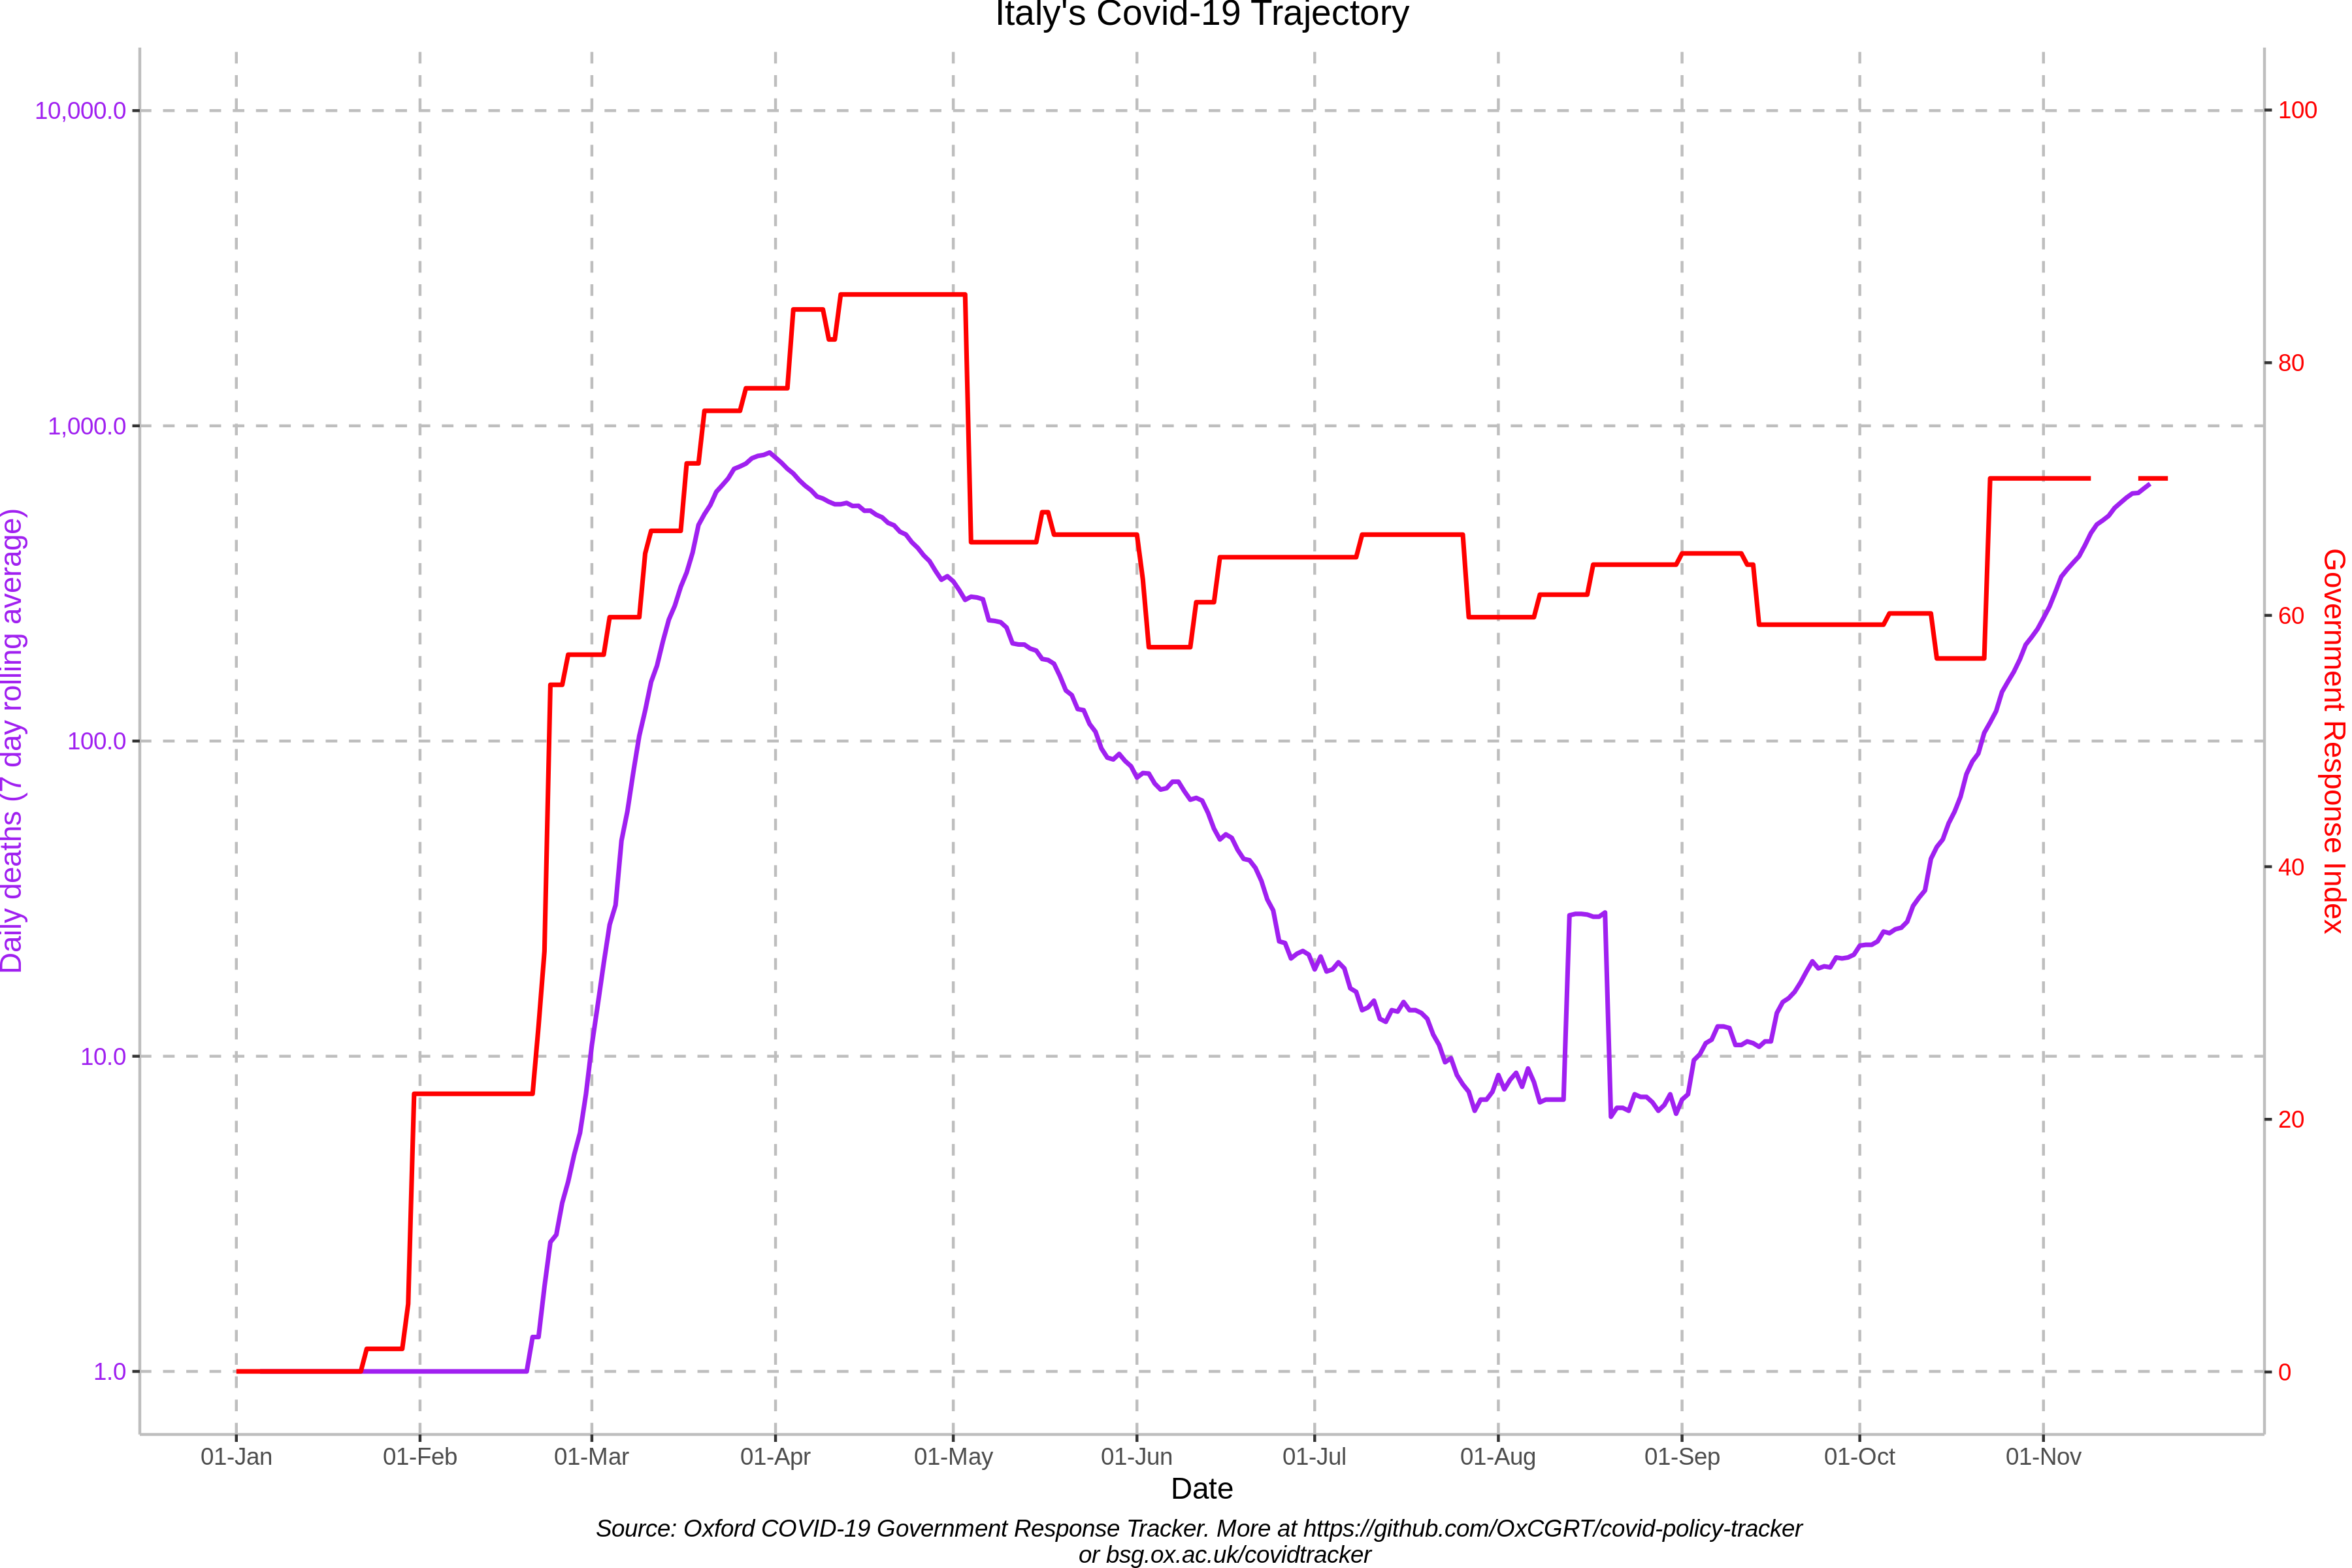 Italy's Covid-19 Trajectory
10,000.0
1,000.0
100.0
10.0
1.0
Daily deaths (7 day rolling average)
100
80
60
40
20
0
Government Response Index
01-Jan
01-Feb
01-Mar
01-Apr
01-May
01-Jun
01-Jul
01-Aug
01-Sep
01-Oct
01-Nov
Date
Source: Oxford COVID-19 Government Response Tracker. More at https://github.com/OxCGRT/covid-policy-tracker
or bsg.ox.ac.uk/covidtracker